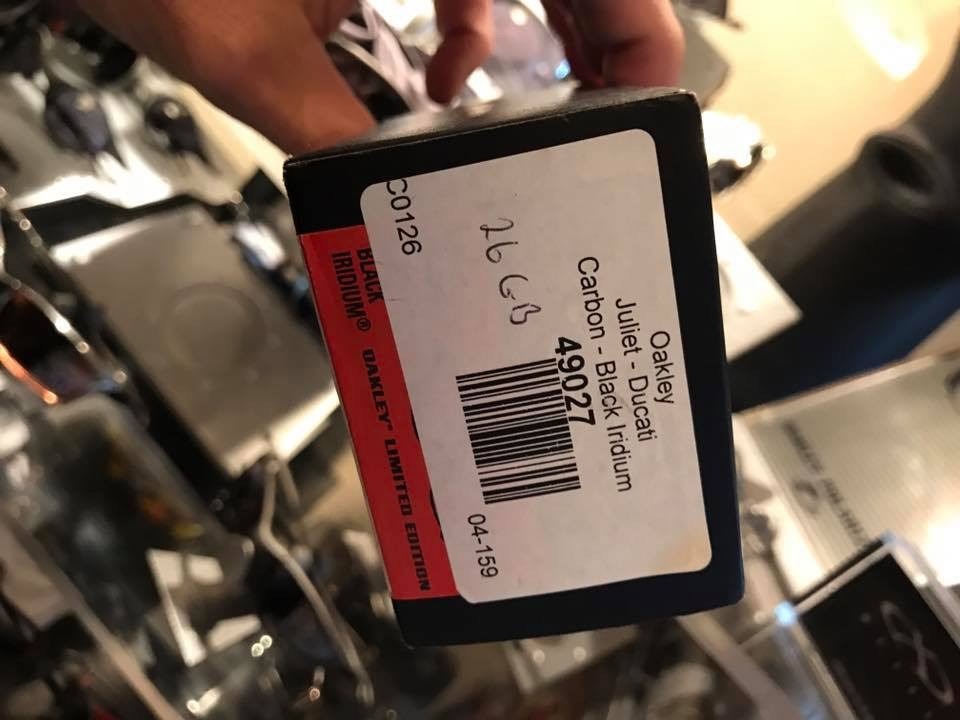 Oakley
Juliet - Ducati
Carbon - Black Iridium
49027
04-159
26 GB
C0126
BLACK
IRIDIUM® OAKLEY® LIMITED EDITION